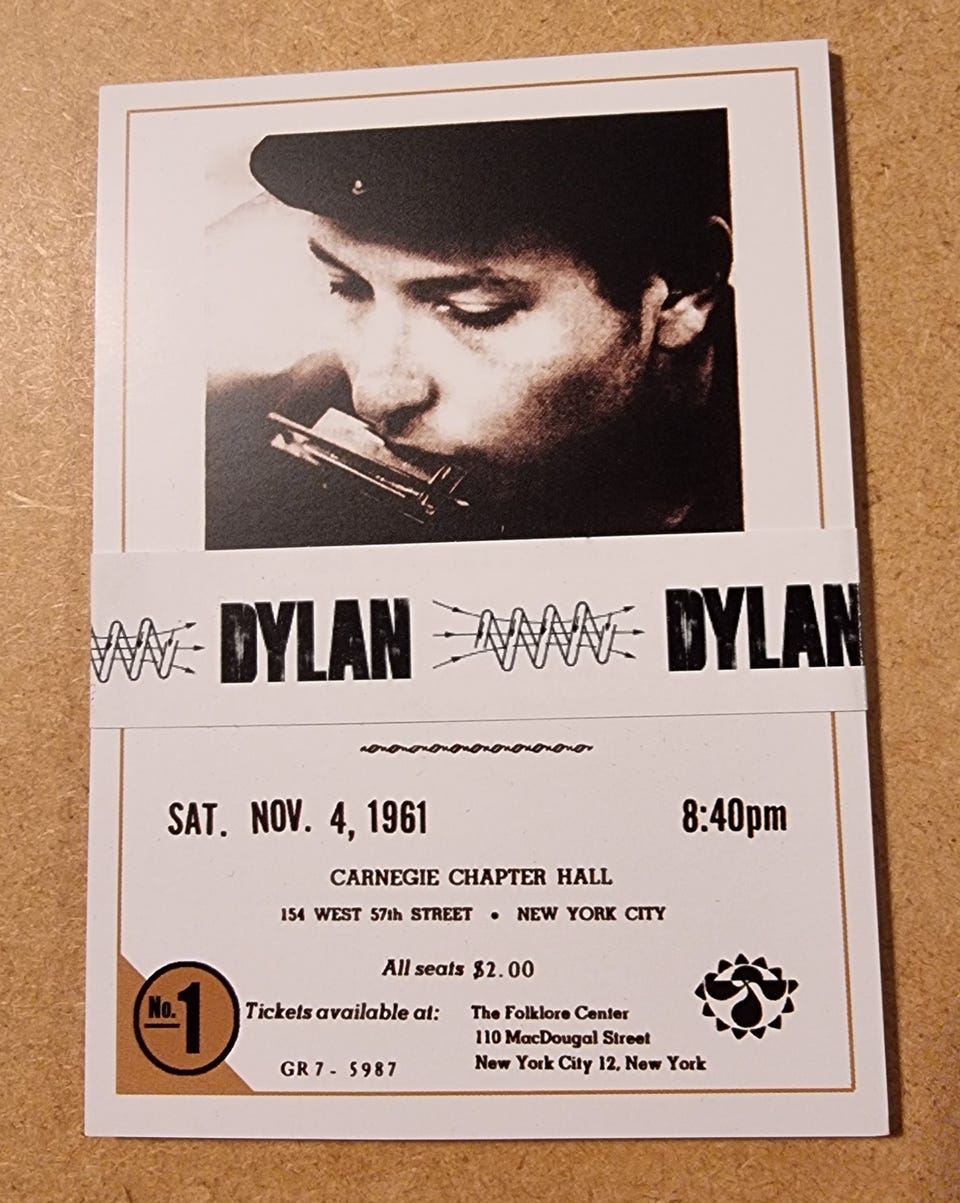 DYLAN DYLAN
SAT. NOV. 4, 1961 8:40pm
CARNEGIE CHAPTER HALL
154 WEST 57th STREET • NEW YORK CITY
All seats $2.00
No. 1
Tickets available at: The Folklore Center
110 MacDougal Street
GR7 - 5987
New York City 12, New York